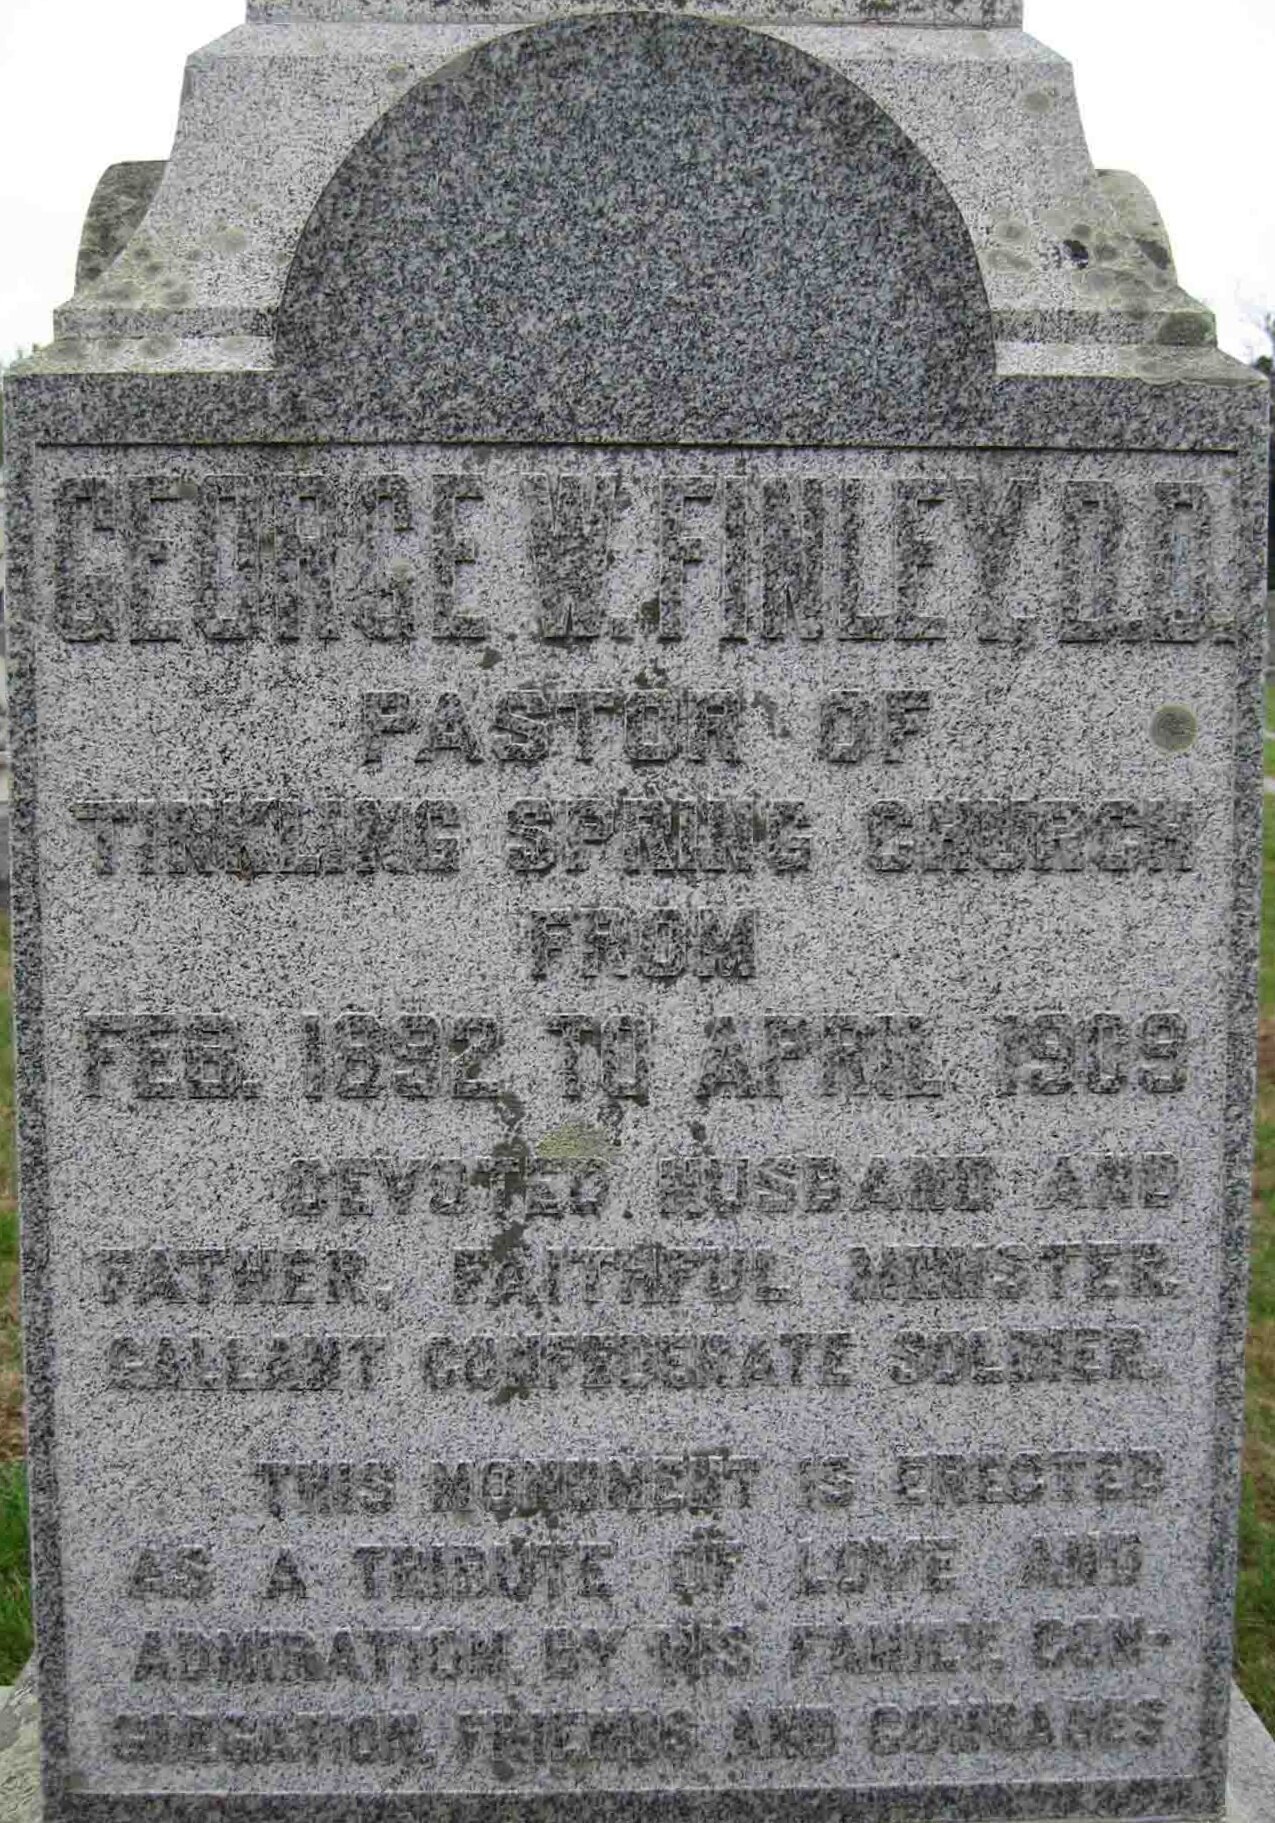 GEORGE W. FINLEY, D.D.
PASTOR OF
TINKLING SPRING CHURCH
FROM
FEB. 1892 TO APRIL 1909
DEVOTED HUSBAND AND
FATHER, FAITHFUL MINISTER,
GALLANT CONFEDERATE SOLDIER.
THIS MONUMENT IS ERECTED
AS A TRIBUTE OF LOVE AND
ADMIRATION BY HIS FAMILY, CON-
GREGATION, FRIENDS AND COMRADES